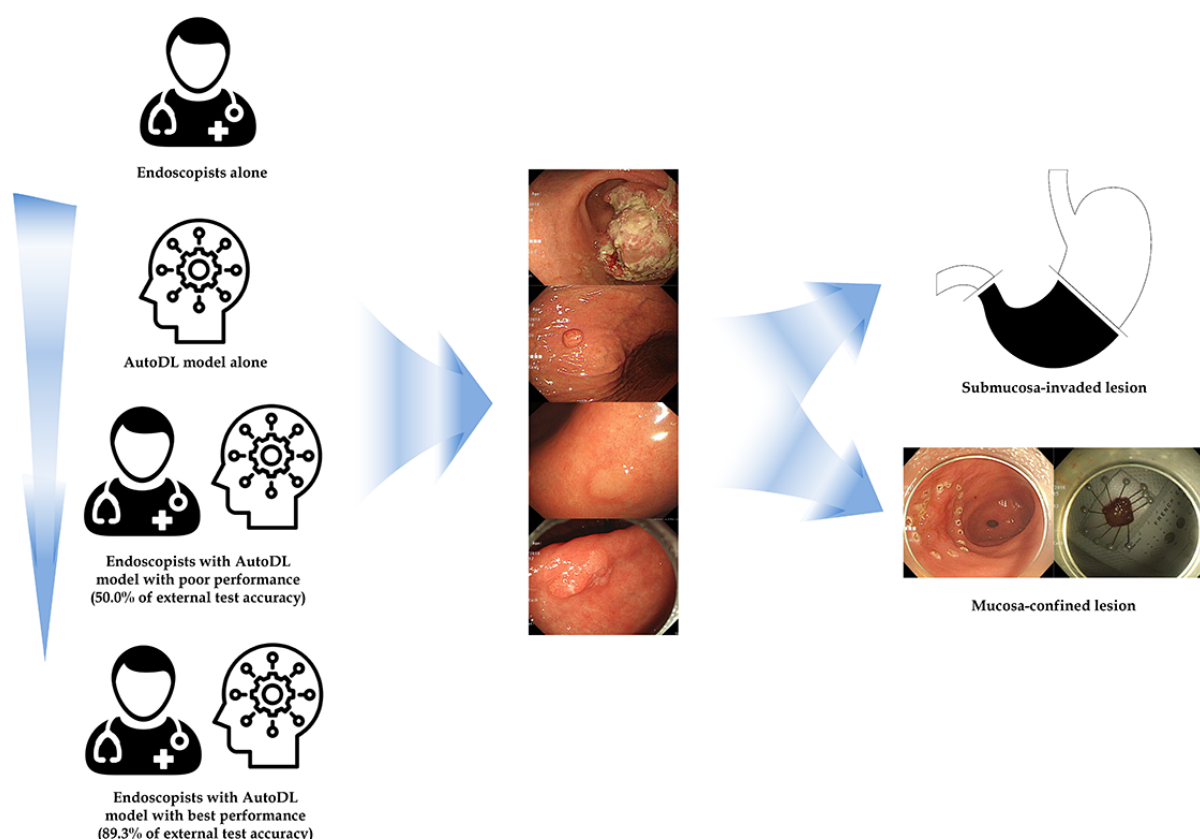 Endoscopists alone
AutoDL model alone
Endoscopists with AutoDL
model with poor performance
(50.0% of external test accuracy)
Endoscopists with AutoDL
model with best performance
(89.3% of external test accuracy)
Submucosa-invaded lesion
Mucosa-confined lesion